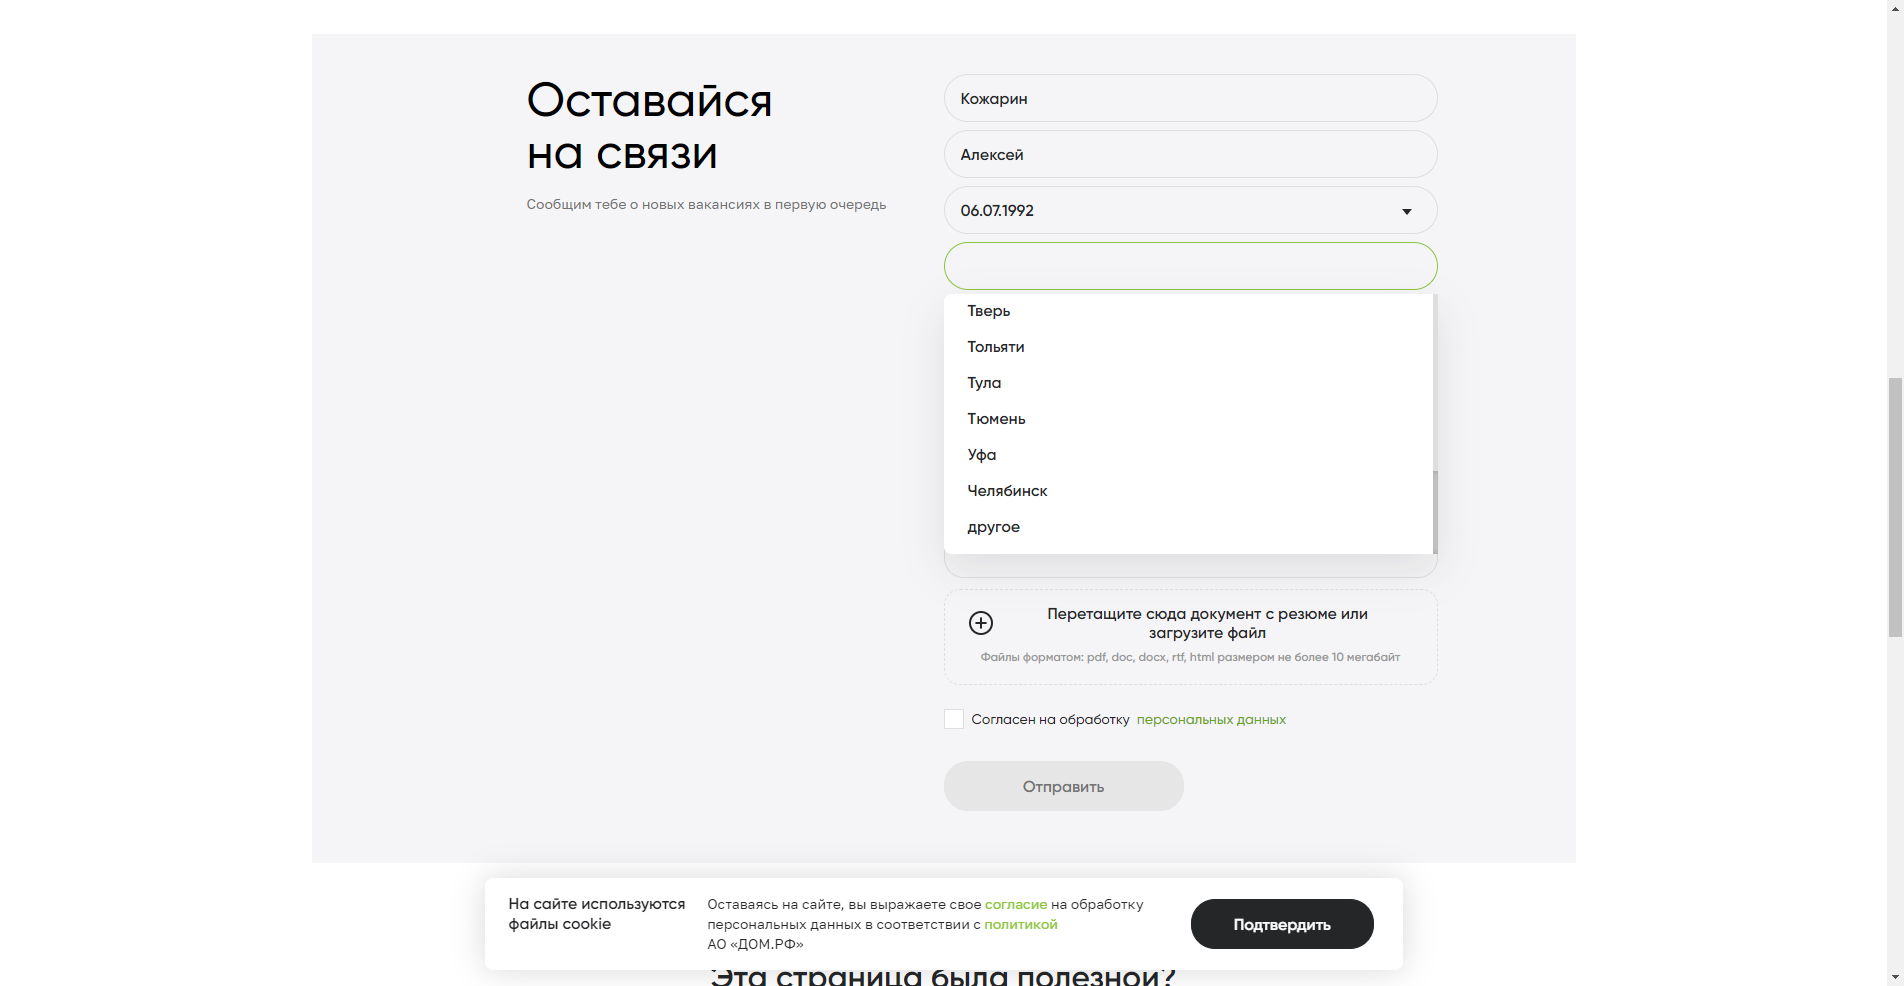 Оставайся
на связи
Сообщим тебе о новых вакансиях в первую очередь
Кожарин
Алексей
06.07.1992
Тверь
Тольяти
Тула
Тюмень
Уфа
Челябинск
другое
Перетащите сюда документ с резюме или
загрузите файл
Файлы форматом: pdf, doc, docx, rtf, html размером не более 10 мегабайт
Согласен на обработку персональных данных
Отправить
На сайте используются
файлы cookie
Оставаясь на сайте, вы выражаете свое согласие на обработку
персональных данных в соответствии с политикой
АО «ДОМ.РФ»
Подтвердить
Эта страница была полезной?